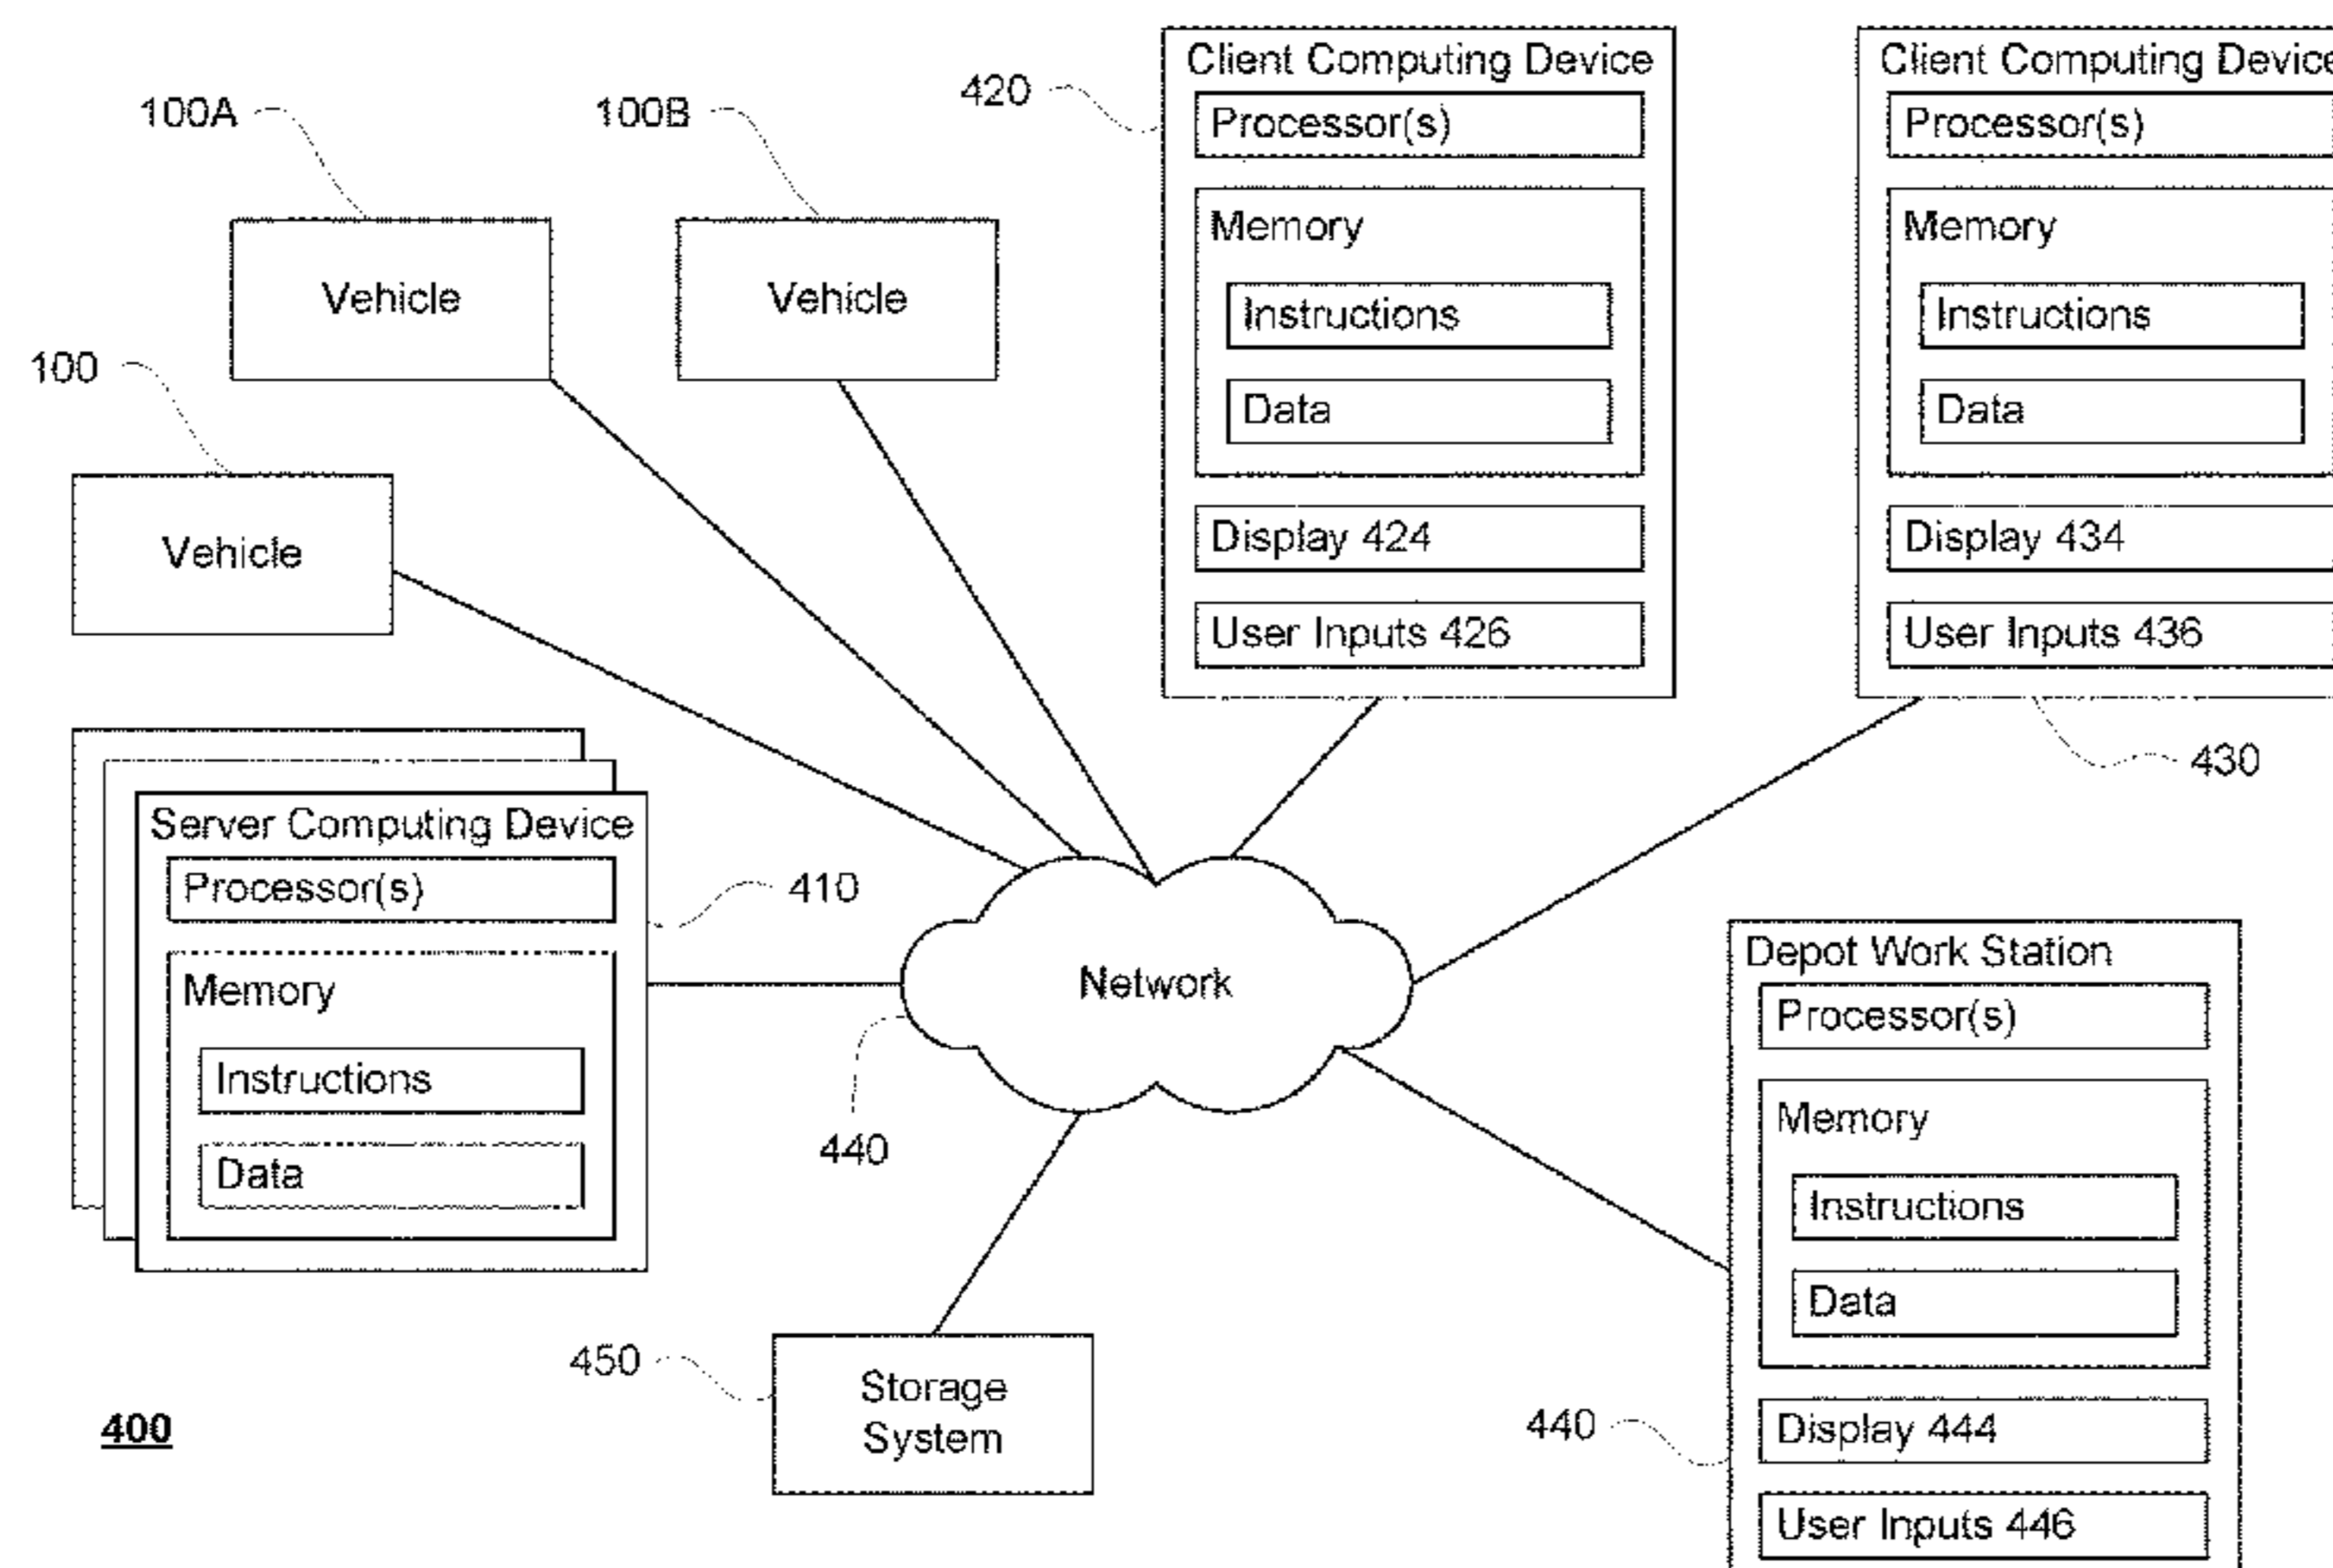 100A
100B
420
Client Computing Device
Processor(s)
Memory
Instructions
Data
Display 424
User Inputs 426
Client Computing Device
Processor(s)
Memory
Instructions
Data
Display 434
User Inputs 436
430
Vehicle
Vehicle
100
Vehicle
Server Computing Device
Processor(s)
Memory
Instructions
Data
410
Network
440
450
Storage
System
400
Depot Work Station
Processor(s)
Memory
Instructions
Data
Display 444
User Inputs 446
440